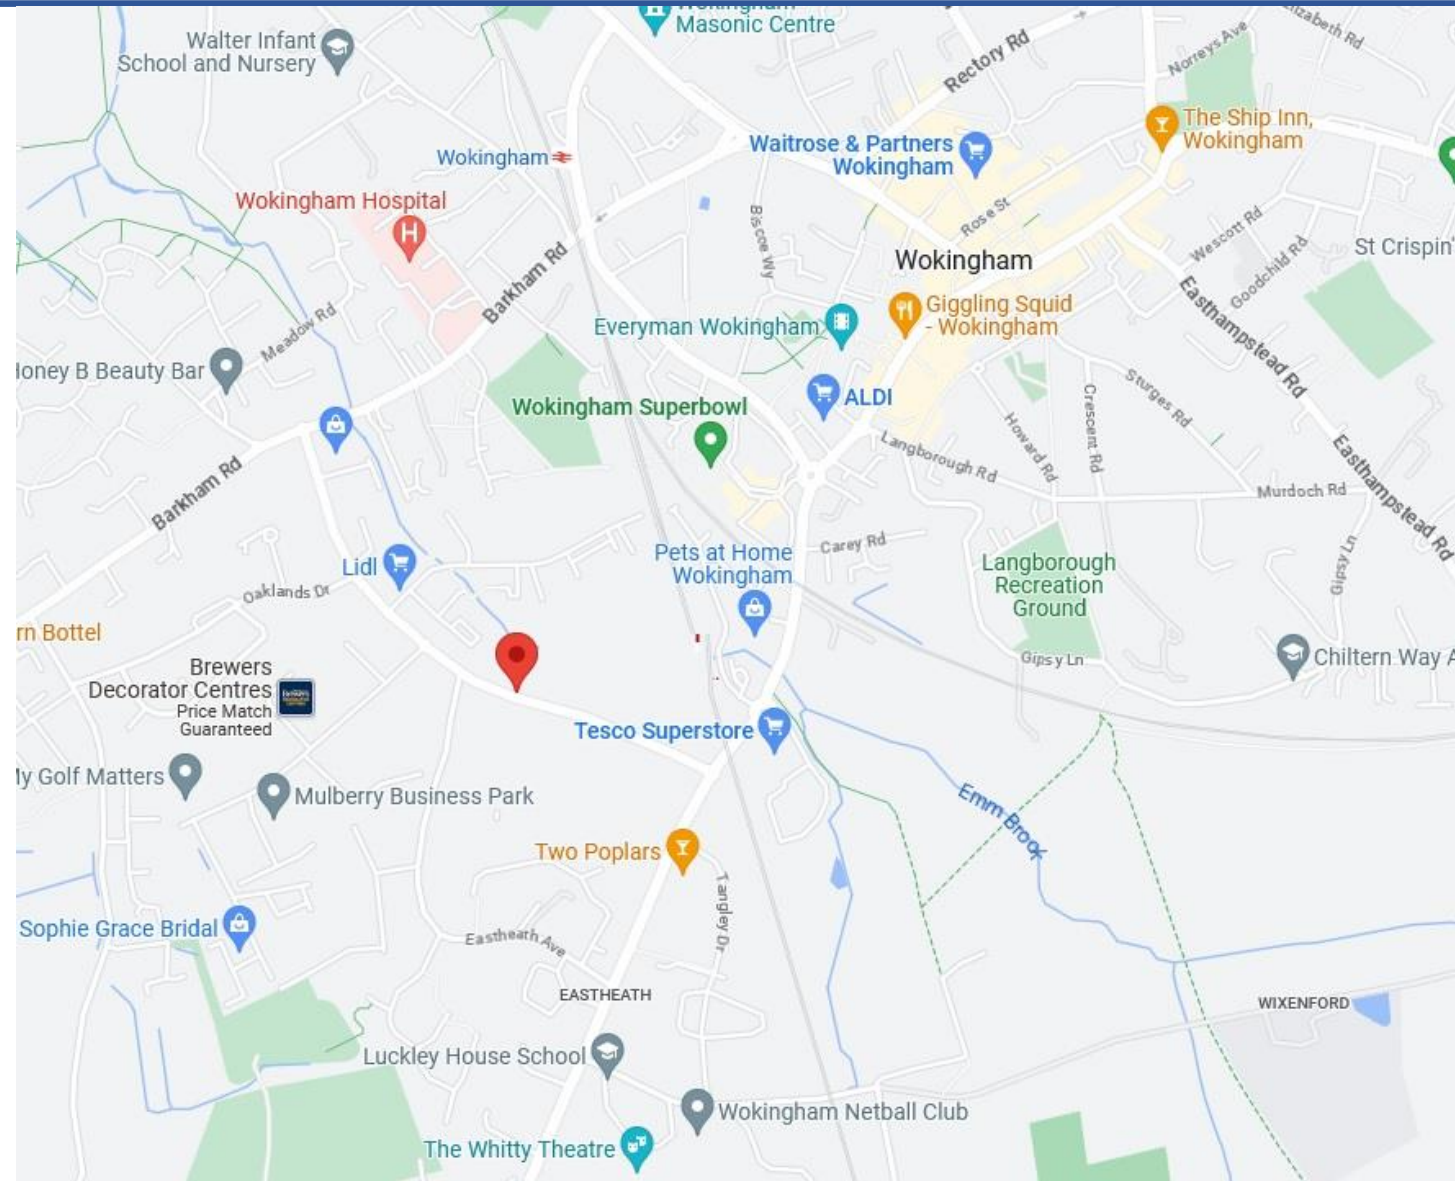 Wokingham
Masonic Centre
Walter Infant
School and Nursery
Rectory Rd
Norreys Ave
Elizabeth Rd
The Ship Inn,
Wokingham
Waitrose & Partners
Wokingham
Wokingham
Wokingham Hospital
Rose St
Biscoe Wy
Wescott Rd
Goodchild Rd
St Crispin'
Wokingham
Barkham Rd
Easthampstead Rd
Giggling Squid
- Wokingham
Everyman Wokingham
Meadow Rd
Honey B Beauty Bar
ALDI
Wokingham Superbowl
Sturges Rd
Crescent Rd
Howard Rd
Langborough Rd
Easthampstead Rd
Murdoch Rd
Barkham Rd
Carey Rd
Pets at Home
Wokingham
Lidl
Langborough
Recreation
Ground
Gipsy Ln
Oaklands Dr
rn Bottel
Gipsy Ln
Chiltern Way A
Brewers
Decorator Centres
Price Match
Guaranteed
Tesco Superstore
My Golf Matters
Mulberry Business Park
Emm Brook
Two Poplars
Tangley Dr
Sophie Grace Bridal
Eastheath Ave
EASTHEATH
WIXENFORD
Luckley House School
Wokingham Netball Club
The Whitty Theatre